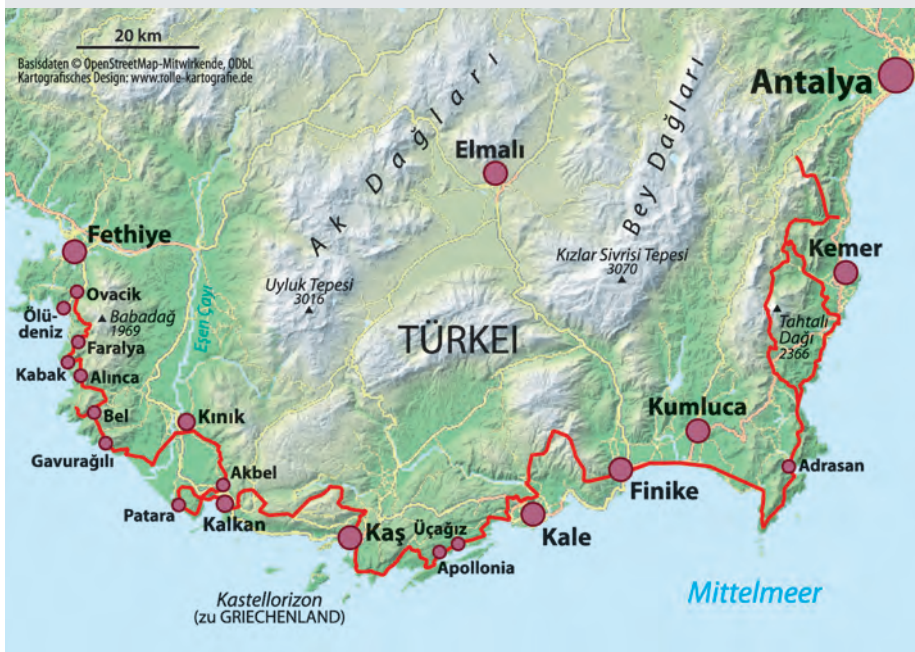 20 km
Basisdaten © OpenStreetMap-Mitwirkende, ODbL
Kartografisches Design: www.rolle-kartografie.de
Antalya
Ak Dağları
Bey Dağları
Elmalı
Fethiye
Kemer
Kızlar Sivrisi Tepesi
3070
Uyluk Tepesi
3016
Ovacik
Ölü-
deniz
Babadağ
1969
Eşen Çayı
TÜRKEI
Tahtalı
Dağı
2366
Faralya
Kabak
Alınca
Bel
Kınık
Kumluca
Gavurağılı
Akbel
Adrasan
Finike
Patara
Kalkan
Kaş
Üçağız
Kale
Apollonia
Kastellorizon
(zu GRIECHENLAND)
Mittelmeer